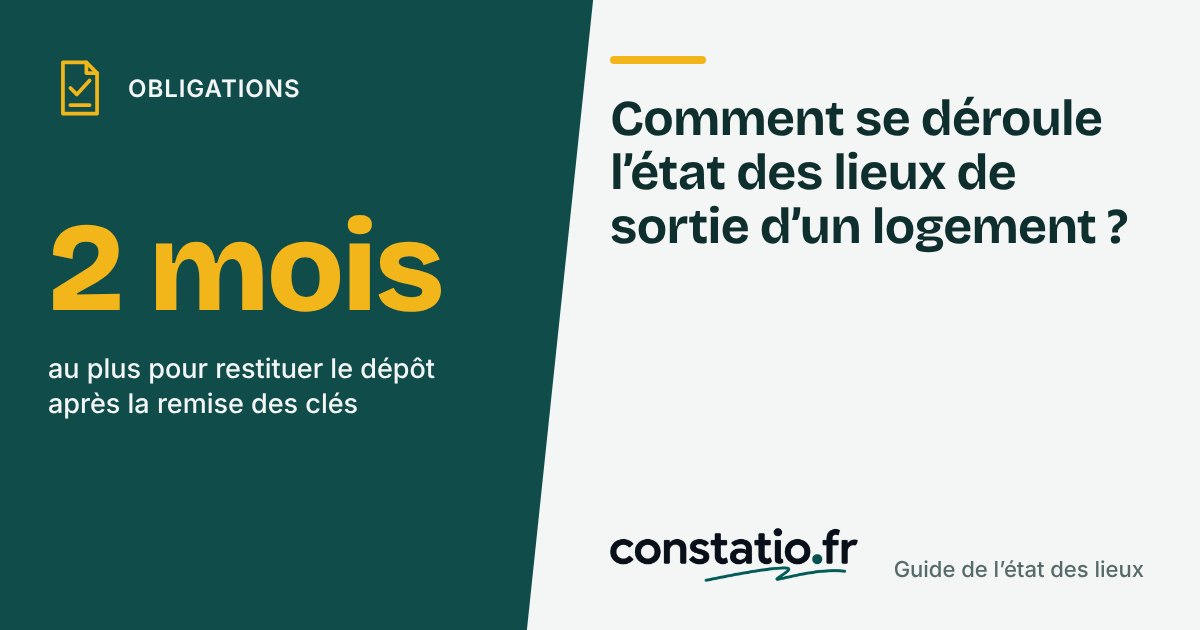 OBLIGATIONS
2 mois
au plus pour restituer le dépôt
après la remise des clés
Comment se déroule
l’état des lieux de
sortie d’un logement ?
constatio.fr
Guide de l’état des lieux